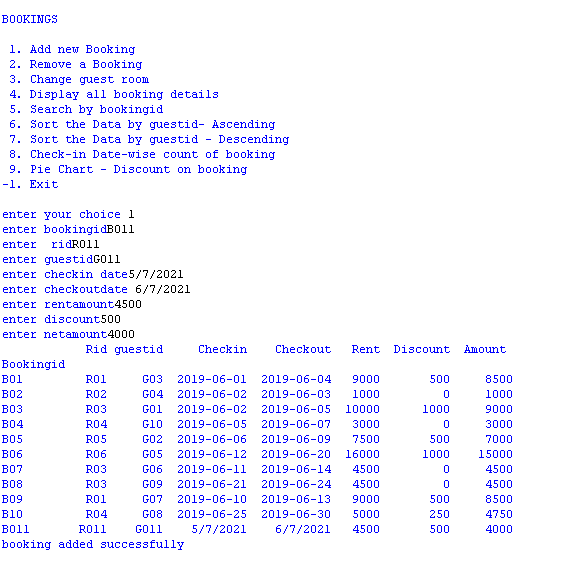 BOOKINGS
1. Add new Booking
2. Remove a Booking
3. Change guest room
4. Display all booking details
5. Search by bookingid
6. Sort the Data by guestid- Ascending
7. Sort the Data by guestid - Descending
8. Check-in Date-wise count of booking
9. Pie Chart - Discount on booking
-1. Exit
enter your choice 1
enter bookingidB011
enter  ridR011
enter guestidG011
enter checkin date5/7/2021
enter checkoutdate 6/7/2021
enter rentamount4500
enter discount500
enter netamount4000
Rid guestid Checkin Checkout Rent Discount Amount
Bookingid
B01 R01 G03 2019-06-01 2019-06-04 9000 500 8500
B02 R02 G04 2019-06-02 2019-06-03 1000 0 1000
B03 R03 G01 2019-06-02 2019-06-05 10000 1000 9000
B04 R04 G10 2019-06-05 2019-06-07 3000 0 3000
B05 R05 G02 2019-06-06 2019-06-09 7500 500 7000
B06 R06 G05 2019-06-12 2019-06-20 16000 1000 15000
B07 R03 G06 2019-06-11 2019-06-14 4500 0 4500
B08 R03 G09 2019-06-21 2019-06-24 4500 0 4500
B09 R01 G07 2019-06-10 2019-06-13 9000 500 8500
B10 R04 G08 2019-06-25 2019-06-30 5000 250 4750
B011 R011 G011 5/7/2021 6/7/2021 4500 500 4000
booking added successfully